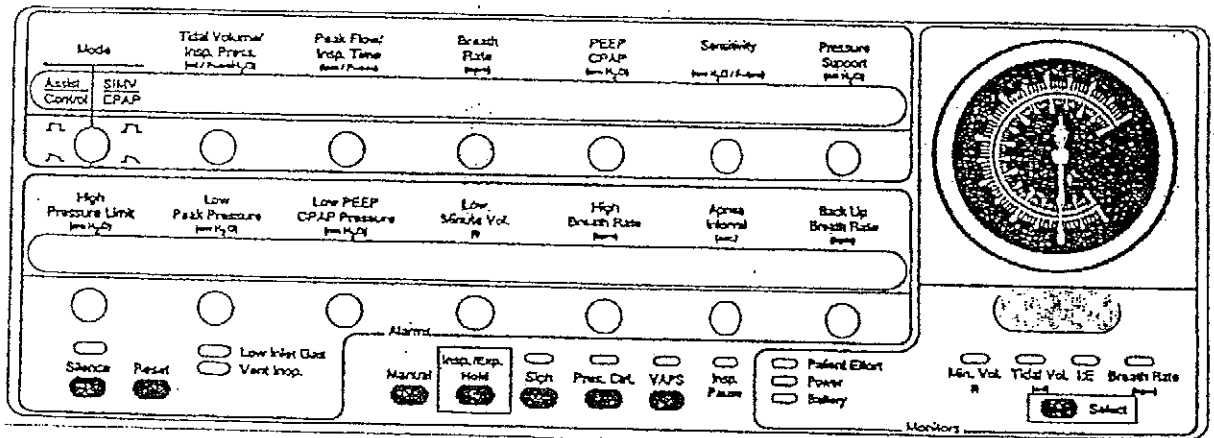 Mode
Tidal Volume/
Insp. Press.
Peak Flow/
Insp. Time
Breath
Rate
PEEP
CPAP
Sensitivity
Pressure
Support
Assist
Control
SIMV
CPAP
High
Pressure Limit
Low
Peak Pressure
Low PEEP
CPAP Pressure
Low
Minute Vol.
High
Breath Rate
Apnea
Interval
Back Up
Breath Rate
Alarms
Silence
Reset
Low Inlet Gas
Vent Inop.
Manual
Insp./Exp.
Hold
Sigh
Pres. Ctrl.
VAPS
Insp.
Pause
Patient Effort
Power
Battery
Min. Vol.
Tidal Vol.
I:E
Breath Rate
Select
Monitors